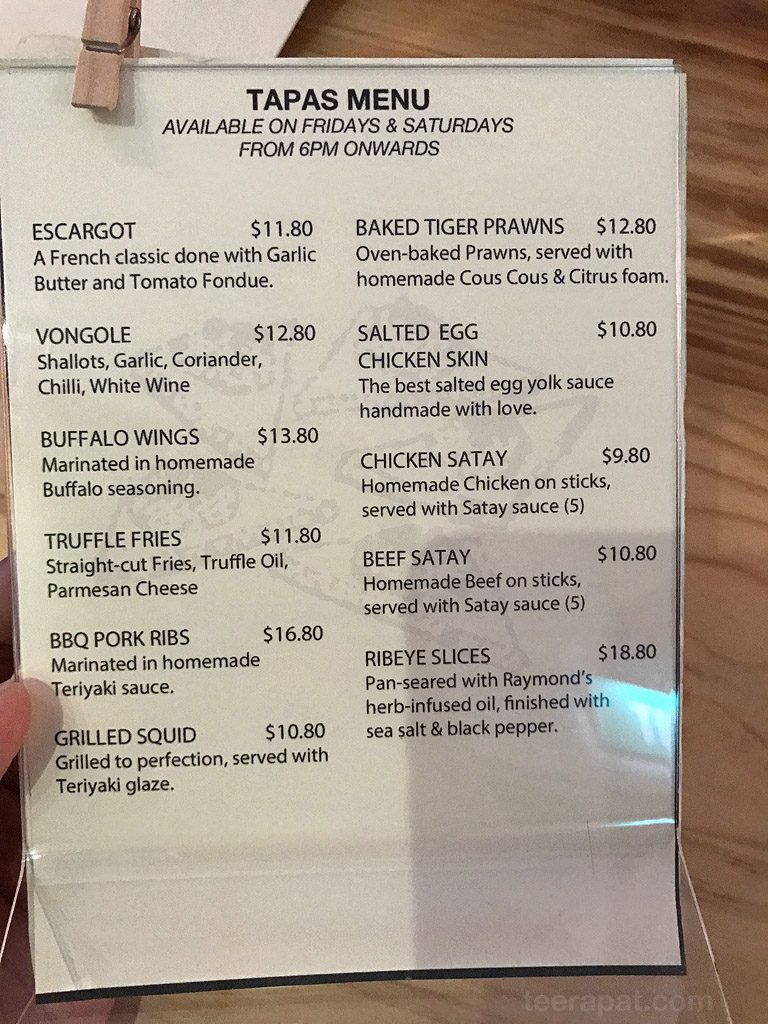 TAPAS MENU
AVAILABLE ON FRIDAYS & SATURDAYS
FROM 6PM ONWARDS
ESCARGOT $11.80
A French classic done with Garlic
Butter and Tomato Fondue.
VONGOLE $12.80
Shallots, Garlic, Coriander,
Chilli, White Wine
BUFFALO WINGS $13.80
Marinated in homemade
Buffalo seasoning.
TRUFFLE FRIES $11.80
Straight-cut Fries, Truffle Oil,
Parmesan Cheese
BBQ PORK RIBS $16.80
Marinated in homemade
Teriyaki sauce.
GRILLED SQUID $10.80
Grilled to perfection, served with
Teriyaki glaze.
BAKED TIGER PRAWNS $12.80
Oven-baked Prawns, served with
homemade Cous Cous & Citrus foam.
SALTED EGG $10.80
CHICKEN SKIN
The best salted egg yolk sauce
handmade with love.
CHICKEN SATAY $9.80
Homemade Chicken on sticks,
served with Satay sauce (5)
BEEF SATAY $10.80
Homemade Beef on sticks,
served with Satay sauce (5)
RIBEYE SLICES $18.80
Pan-seared with Raymond's
herb-infused oil, finished with
sea salt & black pepper.
teerapat.com